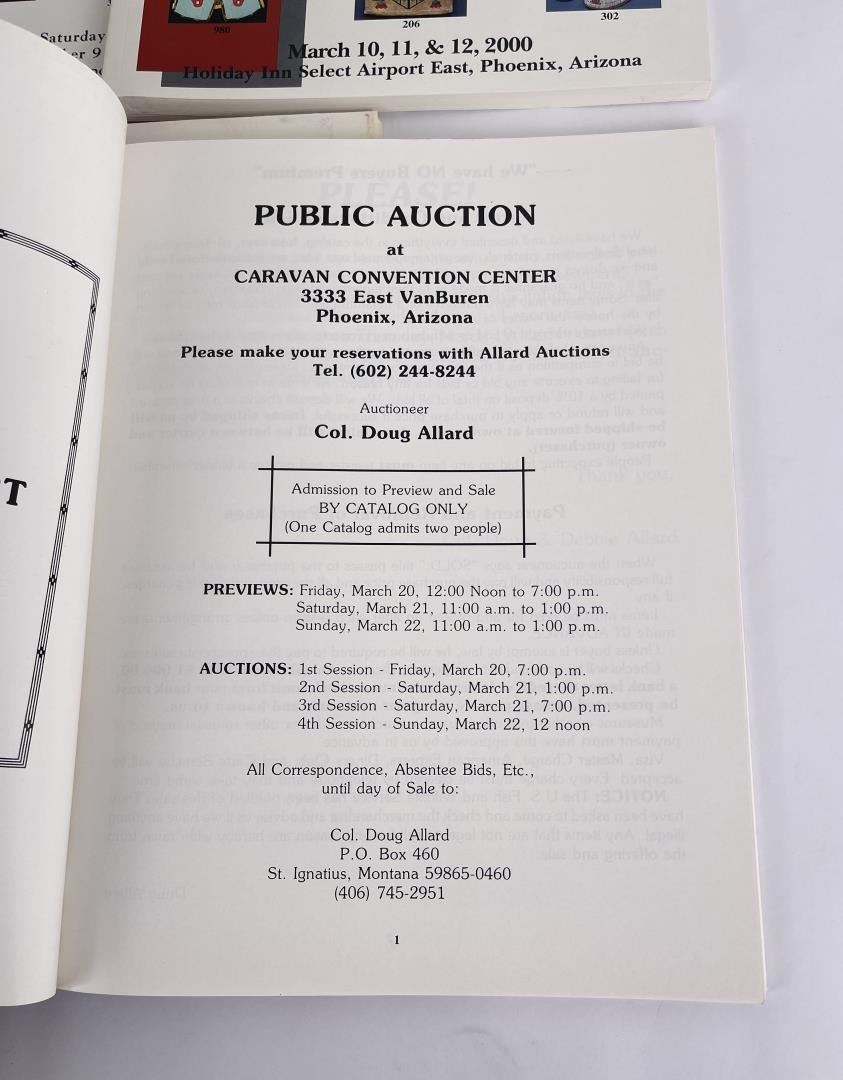 980
206
302
Saturday
er 9
March 10, 11, & 12, 2000
Holiday Inn Select Airport East, Phoenix, Arizona
T
PUBLIC AUCTION
at
CARAVAN CONVENTION CENTER
3333 East VanBuren
Phoenix, Arizona
Please make your reservations with Allard Auctions
Tel. (602) 244-8244
Auctioneer
Col. Doug Allard
Admission to Preview and Sale
BY CATALOG ONLY
(One Catalog admits two people)
PREVIEWS: Friday, March 20, 12:00 Noon to 7:00 p.m.
Saturday, March 21, 11:00 a.m. to 1:00 p.m.
Sunday, March 22, 11:00 a.m. to 1:00 p.m.
AUCTIONS: 1st Session - Friday, March 20, 7:00 p.m.
2nd Session - Saturday, March 21, 1:00 p.m.
3rd Session - Saturday, March 21, 7:00 p.m.
4th Session - Sunday, March 22, 12 noon
All Correspondence, Absentee Bids, Etc.,
until day of Sale to:
Col. Doug Allard
P.O. Box 460
St. Ignatius, Montana 59865-0460
(406) 745-2951
1